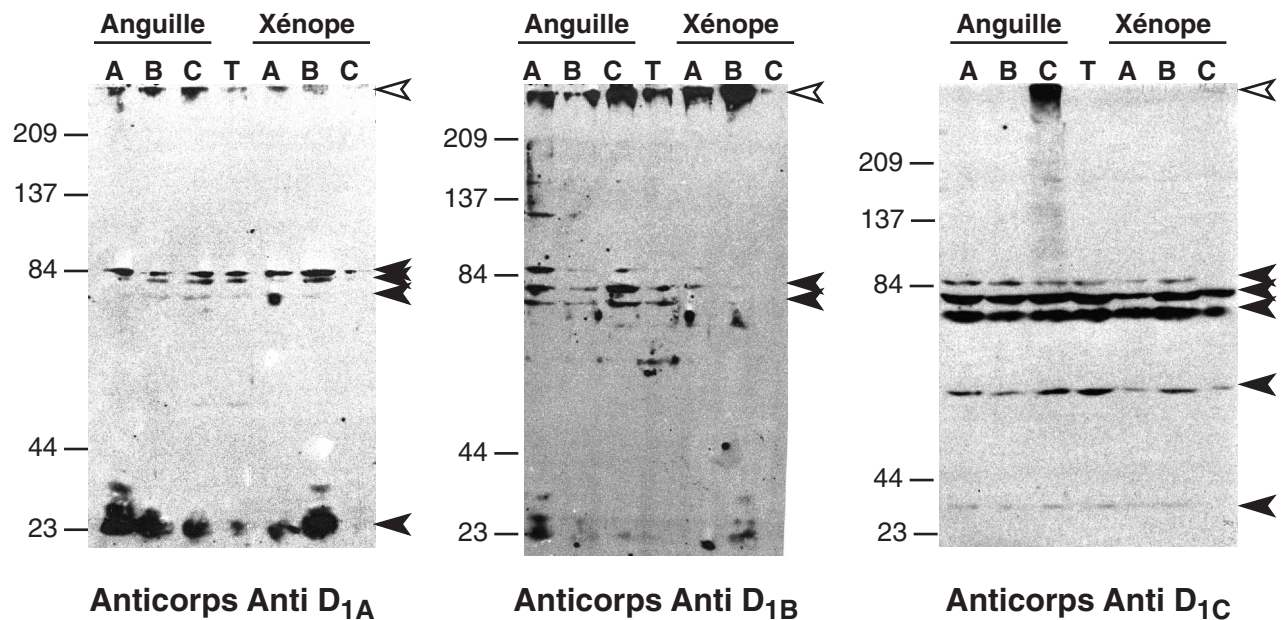 Anguille Xénope
A B C T A B C
209
137
84
44
23
Anticorps Anti D1A
Anguille Xénope
A B C T A B C
209
137
84
44
23
Anticorps Anti D1B
Anguille Xénope
A B C T A B C
209
137
84
44
23
Anticorps Anti D1C